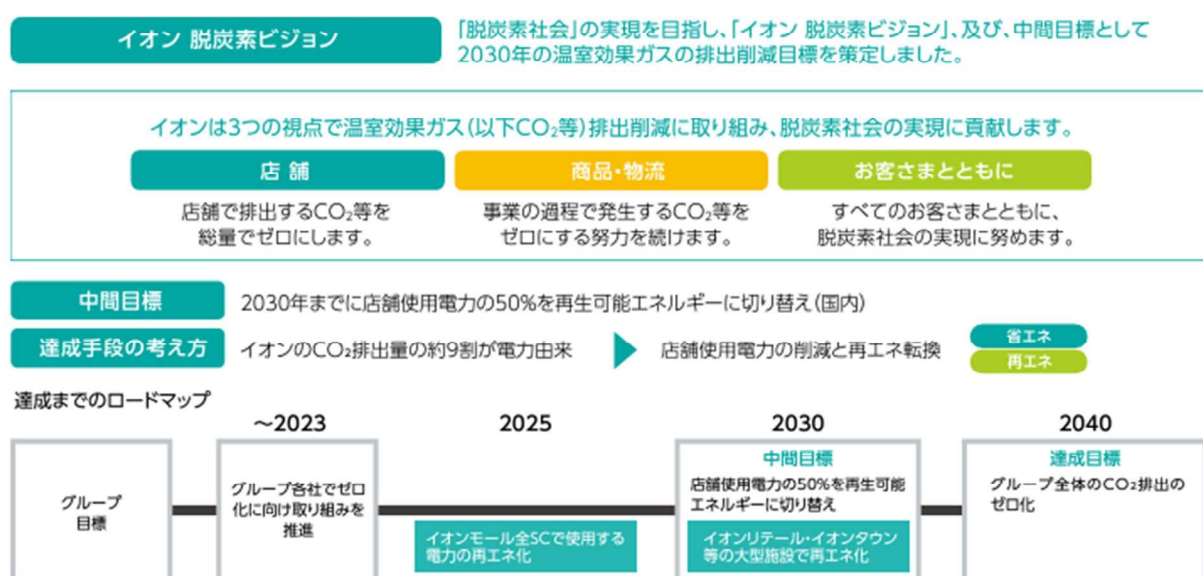 イオン 脱炭素ビジョン
「脱炭素社会」の実現を目指し、「イオン 脱炭素ビジョン」、及び、中間目標として
2030年の温室効果ガスの排出削減目標を策定しました。
イオンは3つの視点で温室効果ガス(以下CO₂等)排出削減に取り組み、脱炭素社会の実現に貢献します。
店 舗
店舗で排出するCO₂等を
総量でゼロにします。
商品・物流
事業の過程で発生するCO₂等を
ゼロにする努力を続けます。
お客さまとともに
すべてのお客さまとともに、
脱炭素社会の実現に努めます。
中間目標
2030年までに店舗使用電力の50%を再生可能エネルギーに切り替え(国内)
達成手段の考え方
イオンのCO₂排出量の約9割が電力由来
店舗使用電力の削減と再エネ転換
省エネ
再エネ
達成までのロードマップ
～2023
2025
2030
2040
グループ
目標
グループ各社でゼロ
化に向け取り組みを
推進
イオンモール全SCで使用する
電力の再エネ化
中間目標
店舗使用電力の50%を再生可能
エネルギーに切り替え
イオンリテール・イオンタウン
等の大型施設で再エネ化
達成目標
グループ全体のCO₂排出の
ゼロ化